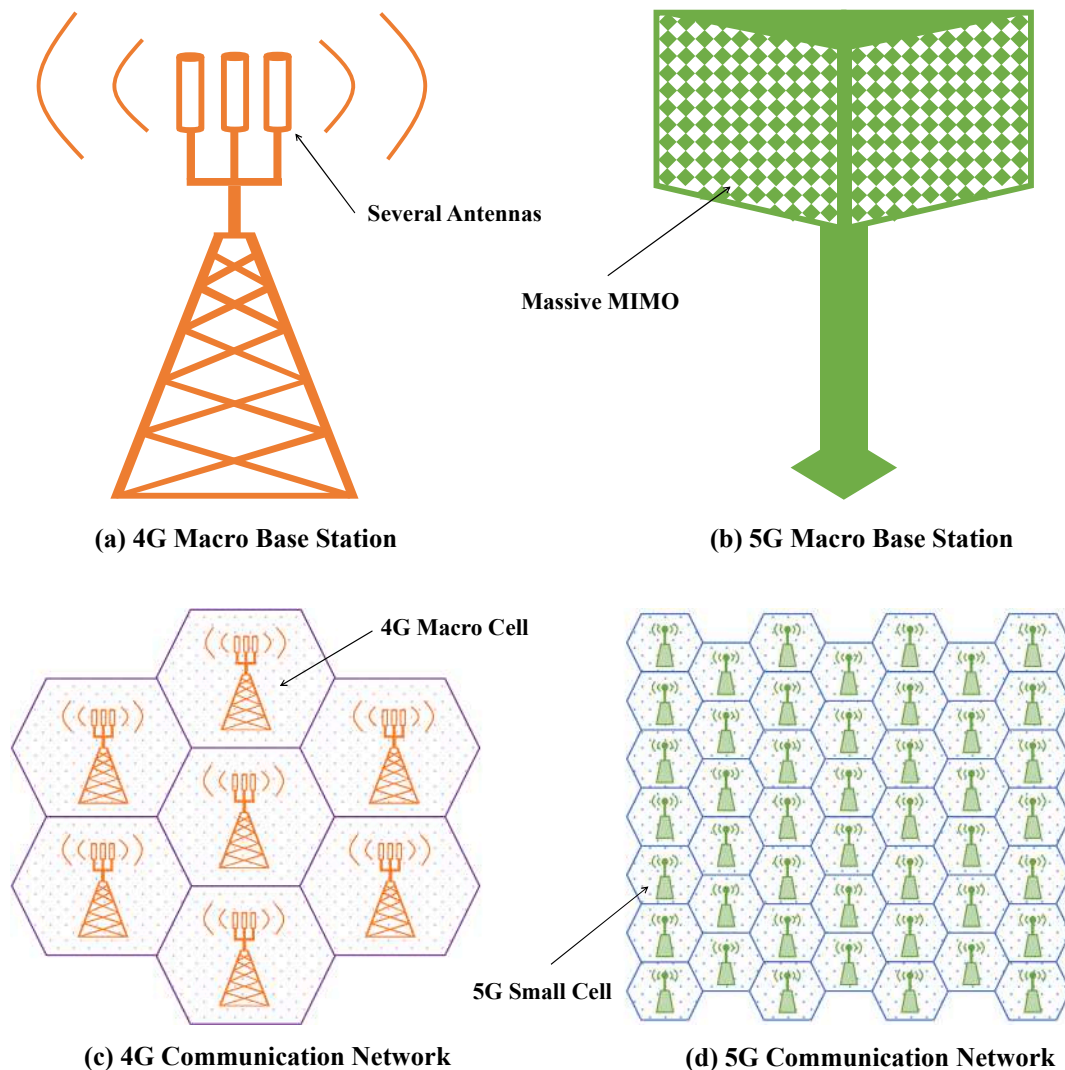 Several Antennas
Massive MIMO
(a) 4G Macro Base Station
(b) 5G Macro Base Station
4G Macro Cell
5G Small Cell
(c) 4G Communication Network
(d) 5G Communication Network